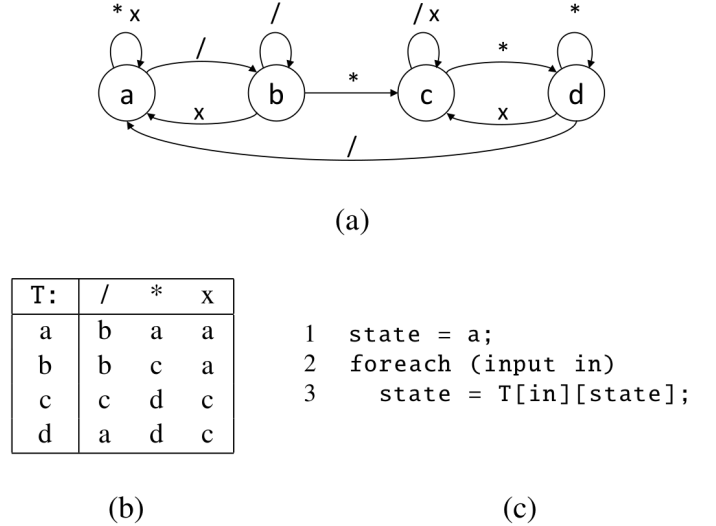 * x / / x *
/ *
a b * c d
x x
/
(a)
T: / * x
a b a a
b b c a
c c d c
d a d c
1 state = a;
2 foreach (input in)
3 state = T[in][state];
(b) (c)